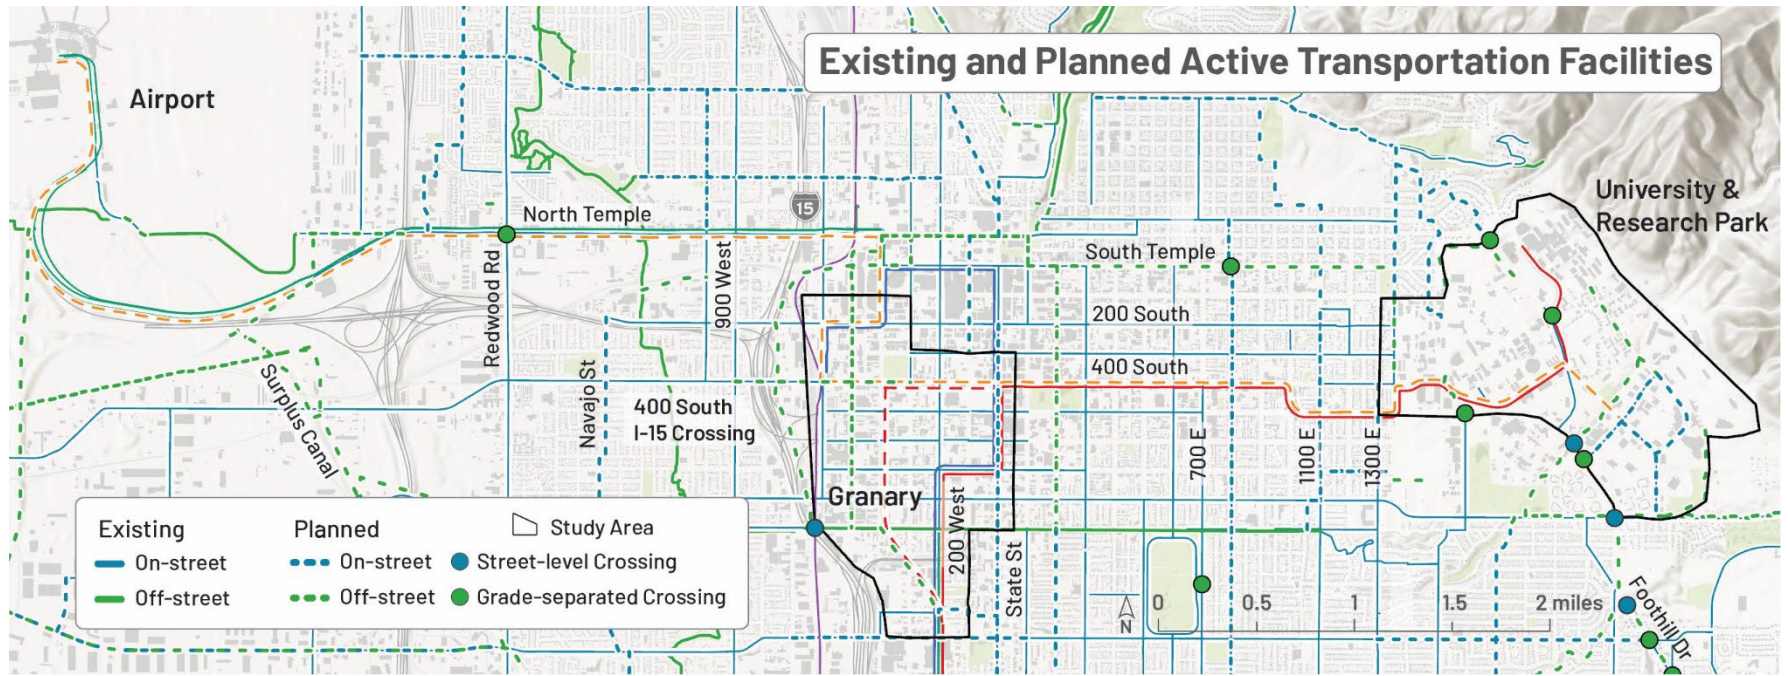 Existing and Planned Active Transportation Facilities
Airport
University &
Research Park
15
North Temple
South Temple
Redwood Rd
900 West
200 South
Surplus Canal
Navajo St
400 South
400 South
I-15 Crossing
700 E
1100 E
1300 E
Granary
200 West
State St
Existing
On-street
Off-street
Planned
On-street
Off-street
Study Area
Street-level Crossing
Grade-separated Crossing
N
0 0.5 1 1.5 2 miles
Foothill Dr